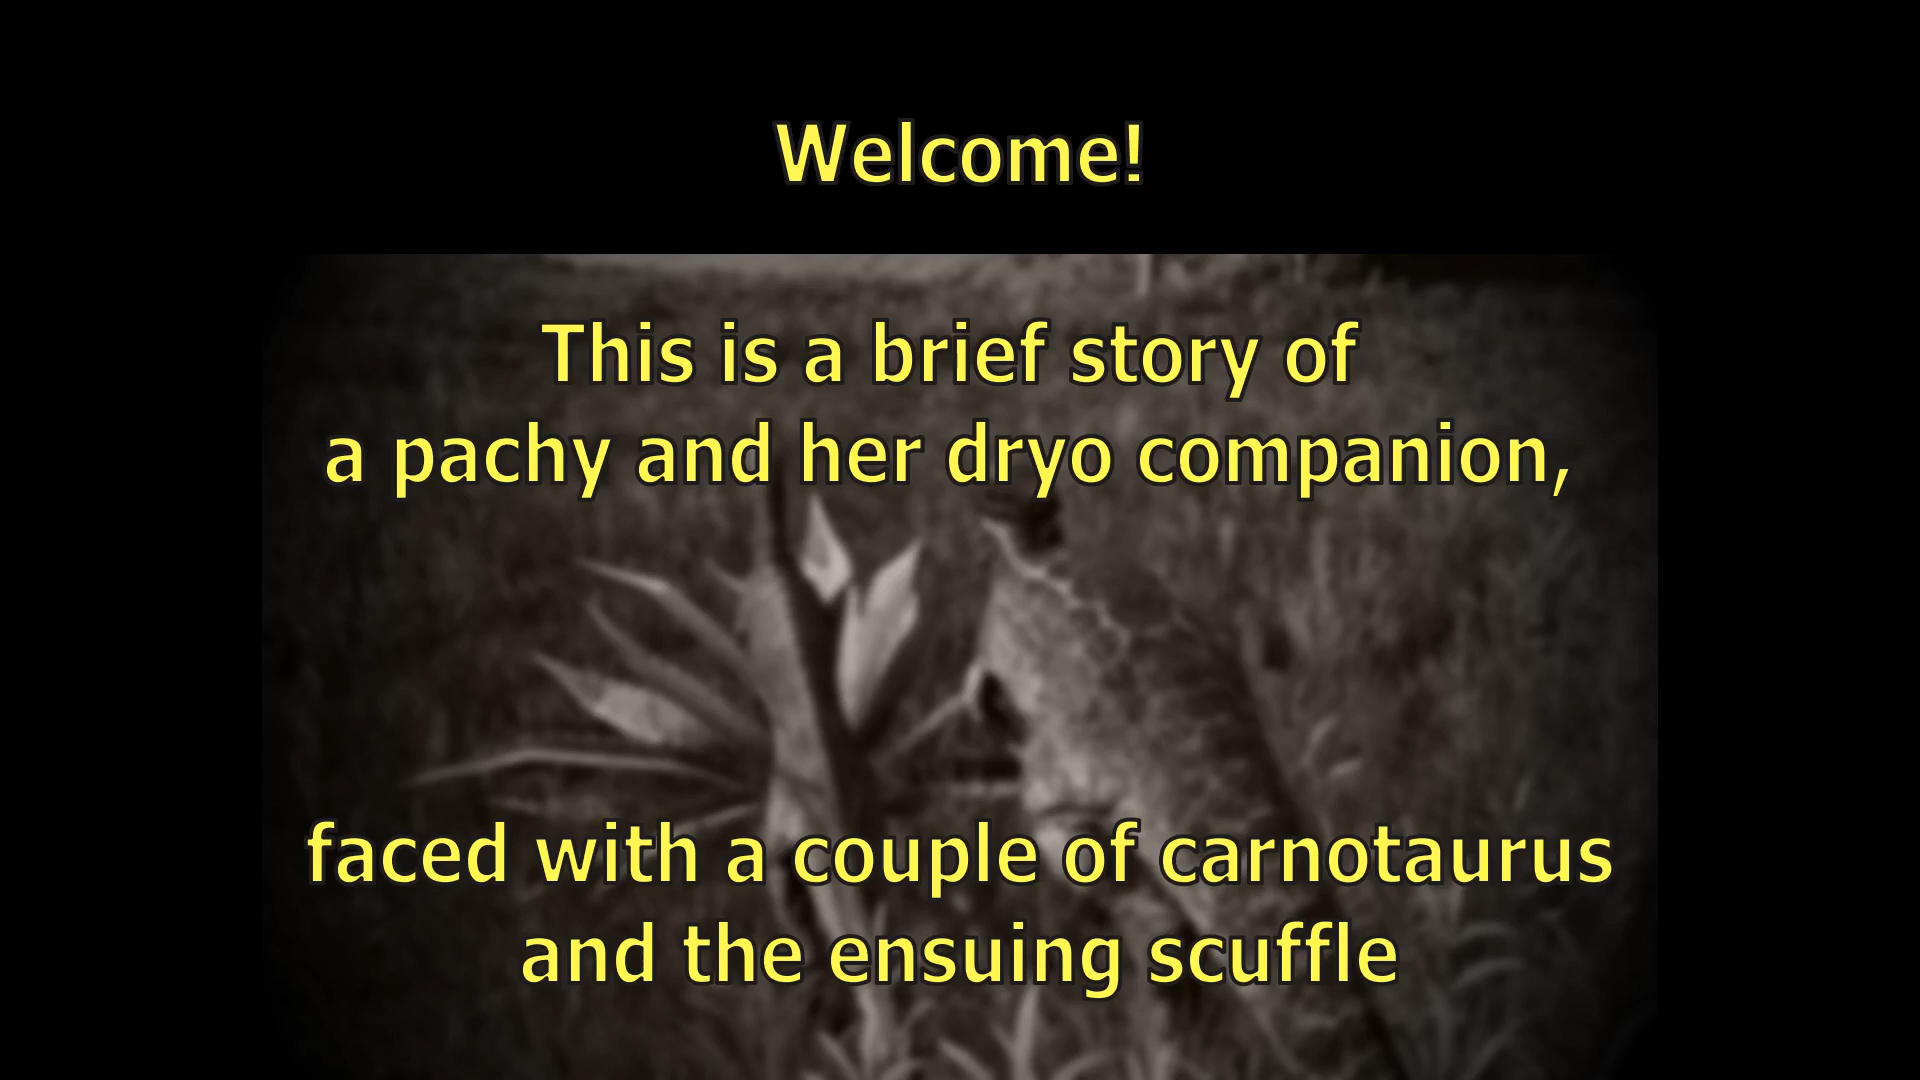 Welcome!
This is a brief story of
a pachy and her dryo companion,
faced with a couple of carnotaurus
and the ensuing scuffle